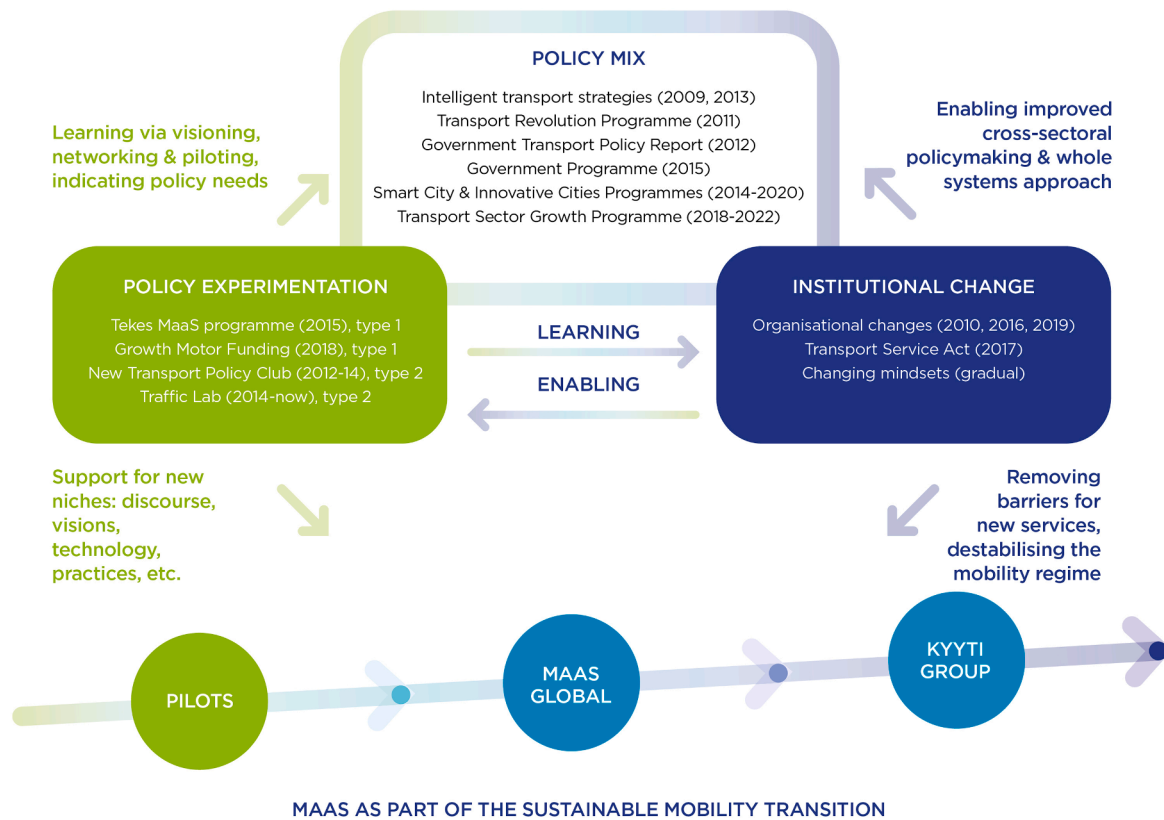 POLICY MIX
Intelligent transport strategies (2009, 2013)
Transport Revolution Programme (2011)
Government Transport Policy Report (2012)
Government Programme (2015)
Smart City & Innovative Cities Programmes (2014-2020)
Transport Sector Growth Programme (2018-2022)
Learning via visioning,
networking & piloting,
indicating policy needs
Enabling improved
cross-sectoral
policymaking & whole
systems approach
POLICY EXPERIMENTATION
Tekes MaaS programme (2015), type 1
Growth Motor Funding (2018), type 1
New Transport Policy Club (2012-14), type 2
Traffic Lab (2014-now), type 2
LEARNING
ENABLING
INSTITUTIONAL CHANGE
Organisational changes (2010, 2016, 2019)
Transport Service Act (2017)
Changing mindsets (gradual)
Support for new
niches: discourse,
visions,
technology,
practices, etc.
Removing
barriers for
new services,
destabilising the
mobility regime
PILOTS
MAAS
GLOBAL
KYYTI
GROUP
MAAS AS PART OF THE SUSTAINABLE MOBILITY TRANSITION